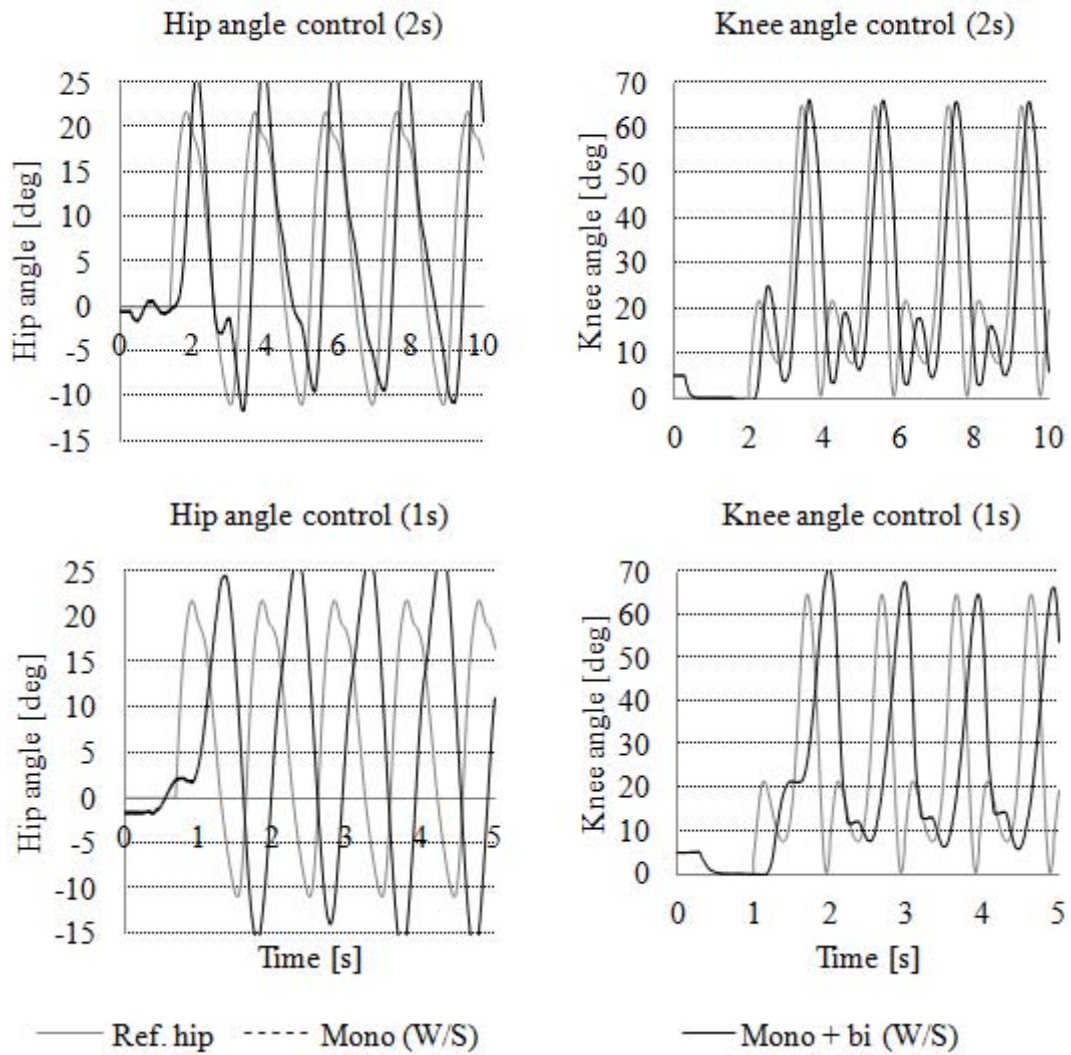 Hip angle control (2s)
Hip angle [deg]
25
20
15
10
5
0
-5
-10
-15
0 2 4 6 8 10
Knee angle control (2s)
Knee angle [deg]
70
60
50
40
30
20
10
0
0 2 4 6 8 10
Hip angle control (1s)
Hip angle [deg]
25
20
15
10
5
0
-5
-10
-15
0 1 2 3 4 5
Time [s]
Knee angle control (1s)
Knee angle [deg]
70
60
50
40
30
20
10
0
0 1 2 3 4 5
Time [s]
Ref. hip Mono (W/S) Mono + bi (W/S)